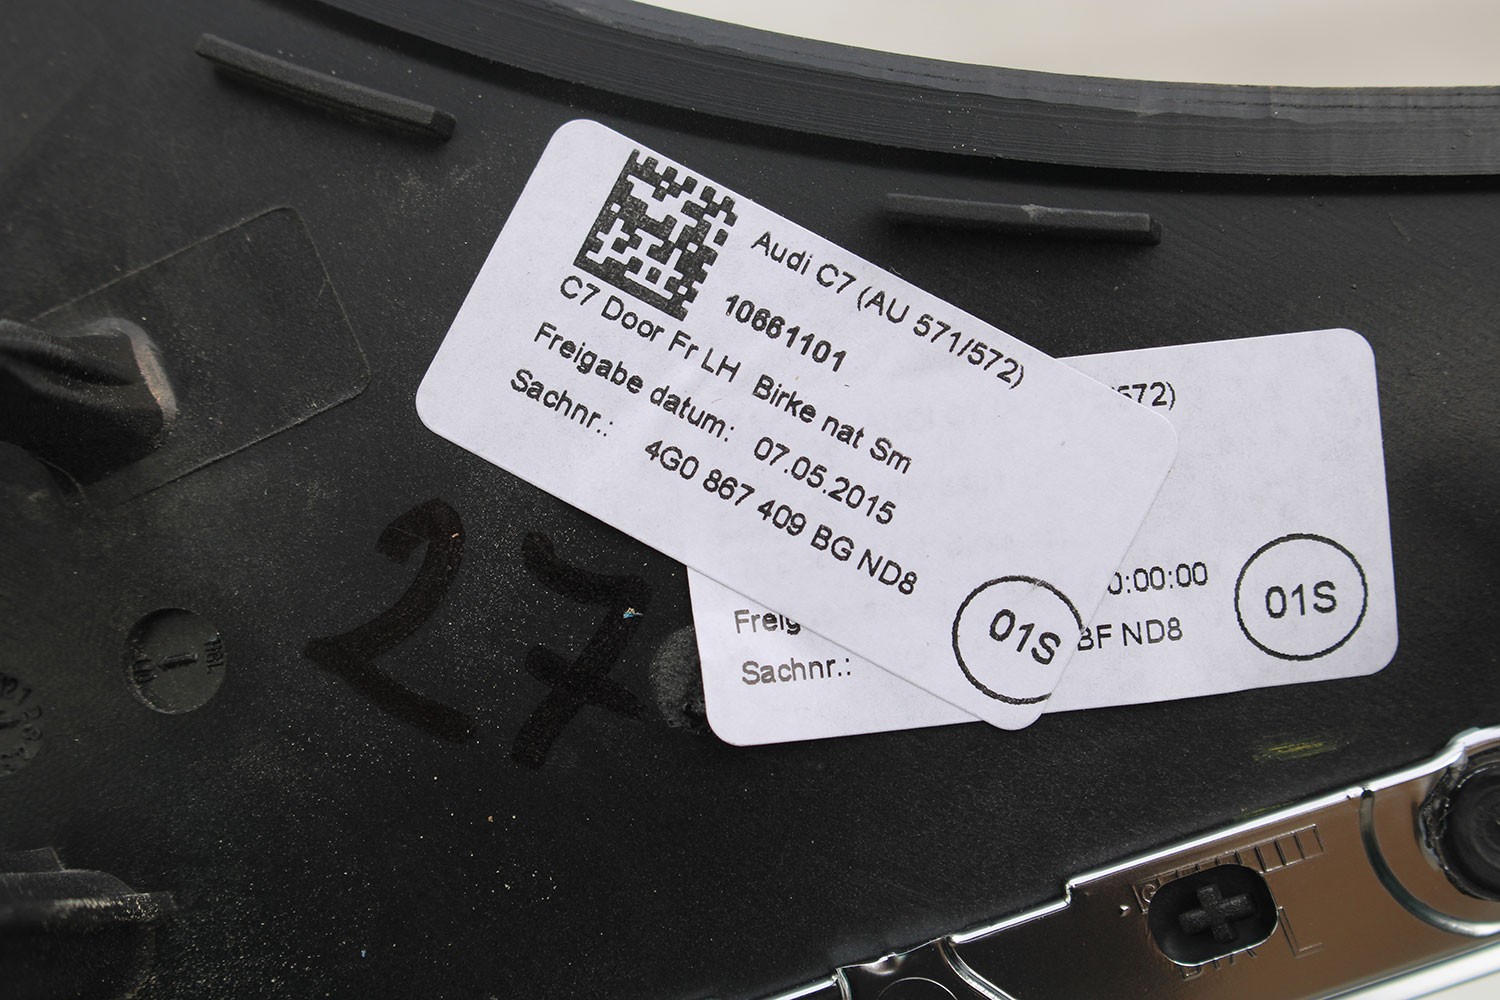 Audi C7 (AU 571/572)
10661101
C7 Door Fr LH Birke nat Sm
Freigabe datum: 07.05.2015
Sachnr.: 4G0 867 409 BG ND8
01S
572)
0:00:00
Freig
Sachnr.: BF ND8
01S
27